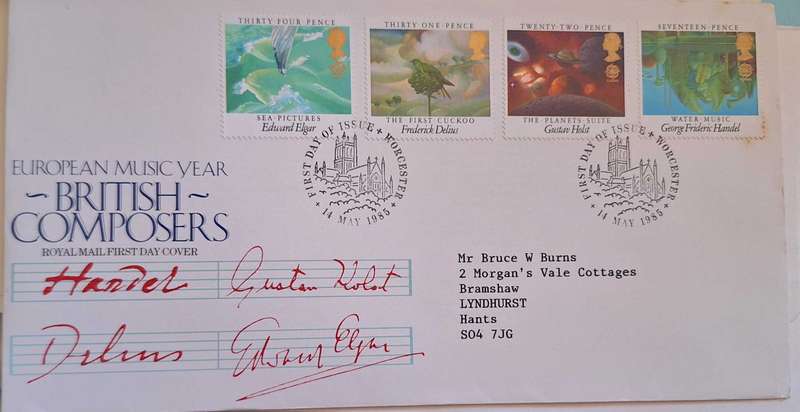 THIRTY-FOUR PENCE
SEA-PICTURES
Edward Elgar
THIRTY-ONE-PENCE
THE FIRST CUCKOO
Frederick Delius
TWENTY-TWO-PENCE
THE PLANETS SUITE
Gustav Holst
SEVENTEEN-PENCE
WATER MUSIC
George Frideric Handel
FIRST DAY OF ISSUE + WORCESTER
+ 14 MAY 1985 +
FIRST DAY OF ISSUE + WORCESTER
+ 14 MAY 1985 +
EUROPEAN MUSIC YEAR
~BRITISH~
COMPOSERS
ROYAL MAIL FIRST DAY COVER
Handel
Gustav Holst
Delius
Edward Elgar
Mr Bruce W Burns
2 Morgan's Vale Cottages
Bramshaw
LYNDHURST
Hants
SO4 7JG